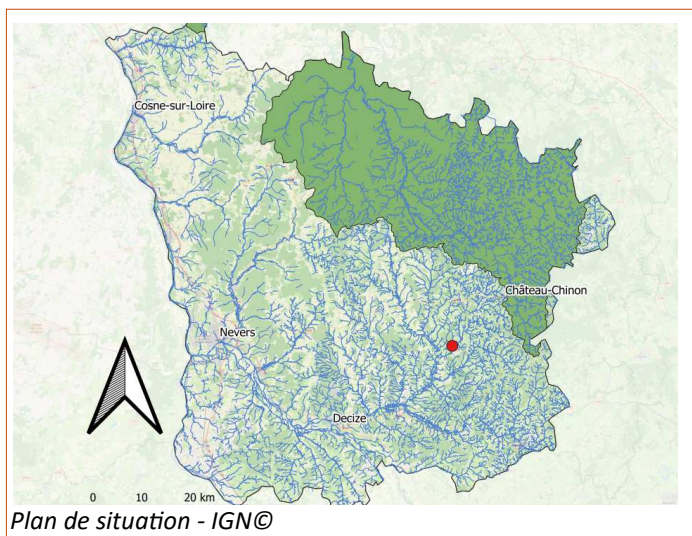 Cosne-sur-Loire
Château-Chinon
Nevers
Decize
0 10 20 km
Plan de situation - IGN©